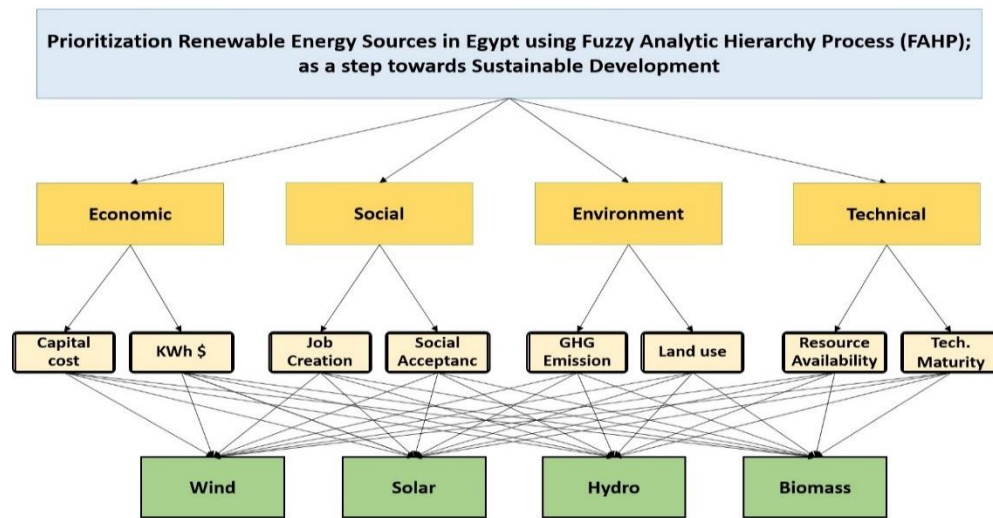 Prioritization Renewable Energy Sources in Egypt using Fuzzy Analytic Hierarchy Process (FAHP);
as a step towards Sustainable Development
Economic
Social
Environment
Technical
Capital
cost
KWh $
Job
Creation
Social
Acceptanc
GHG
Emission
Land use
Resource
Availability
Tech.
Maturity
Wind
Solar
Hydro
Biomass